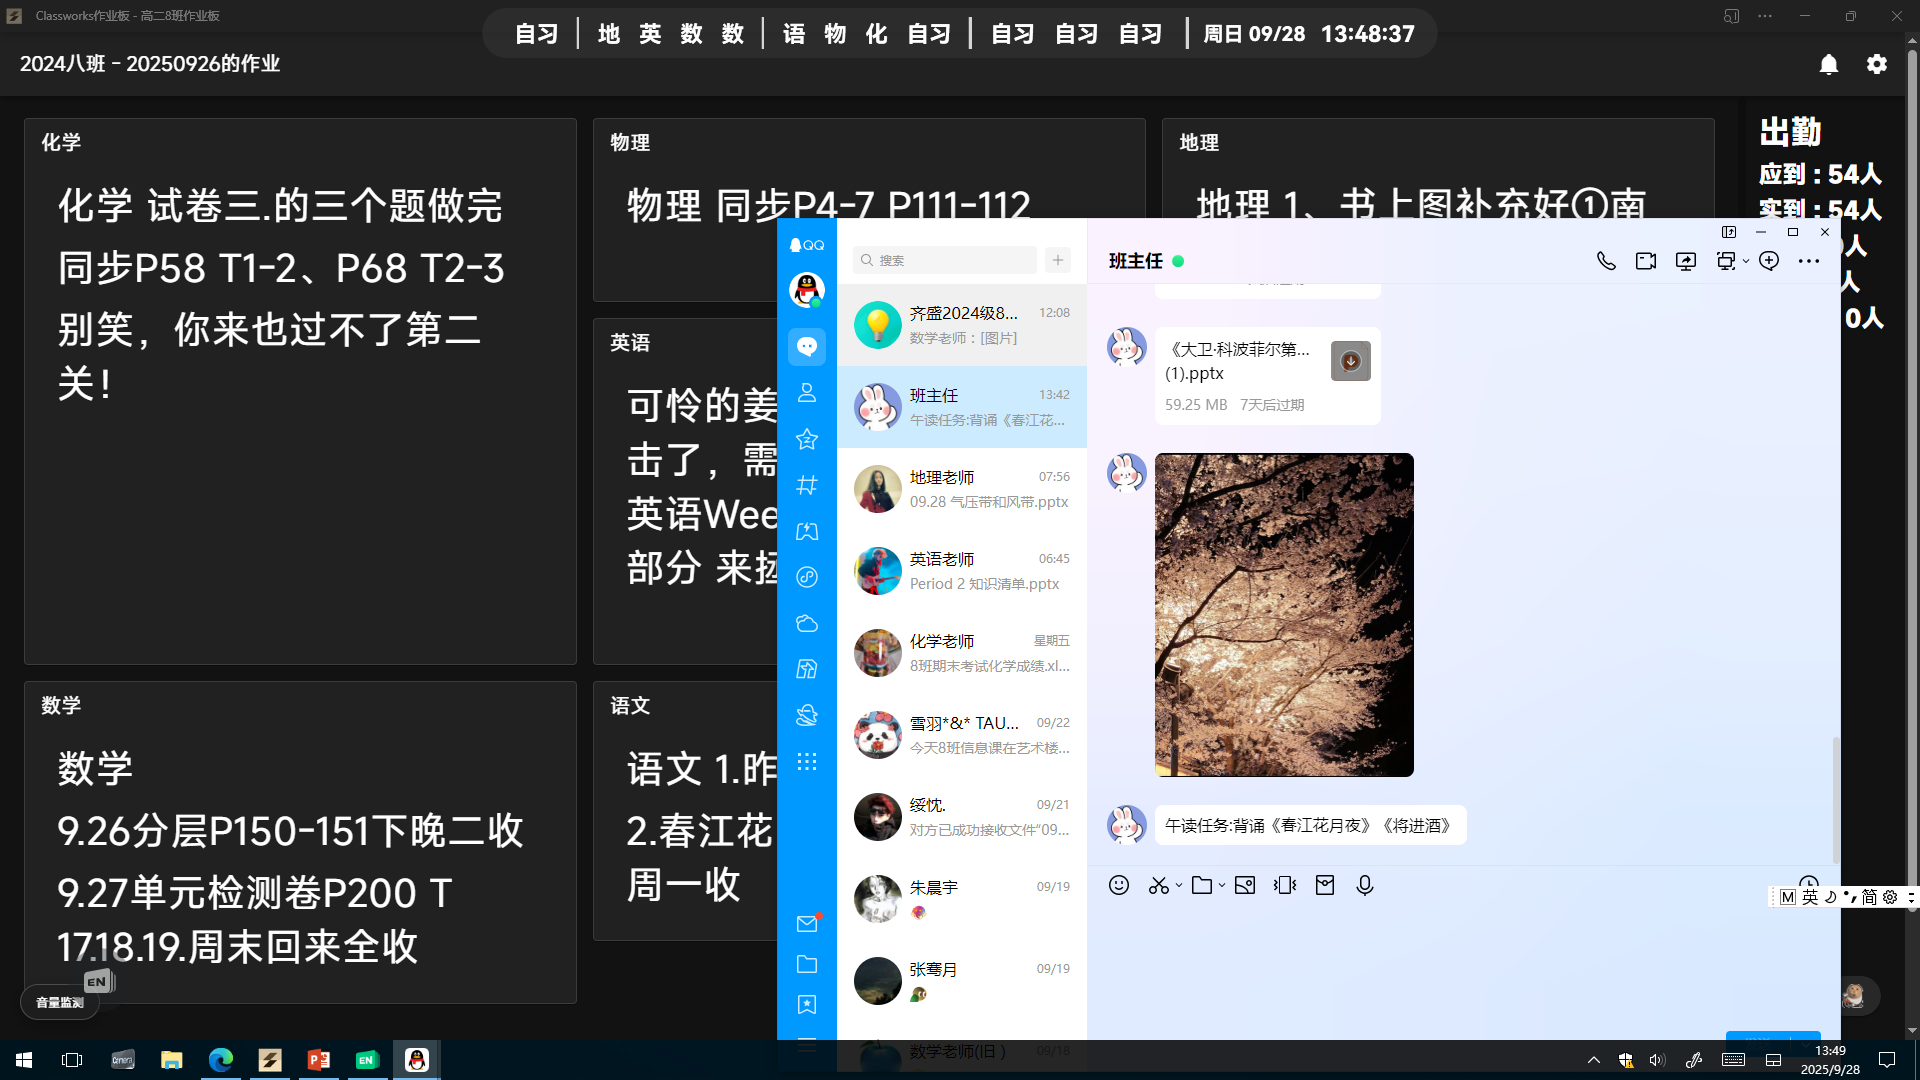 Classworks作业板 - 高二8班作业板
自习 | 地 英 数 数 | 语 物 化 自习 | 自习 自习 自习 | 周日 09/28 13:48:37
2024八班 - 20250926的作业
化学
化学 试卷三.的三个题做完
同步P58 T1-2、P68 T2-3
别笑，你来也过不了第二
关！
物理
物理 同步P4-7 P111-112
地理
地理 1、书上图补充好①南
英语
可怜的姜
击了，需
英语Wee
部分 来拯
数学
数学
9.26分层P150-151下晚二收
9.27单元检测卷P200 T
17.18.19.周末回来全收
语文
语文 1.昨
2.春江花
周一收
出勤
应到：54人
实到：54人
0人
人
0人
音量监测
EN
QQ
搜索
齐盛2024级8... 12:08
数学老师：[图片]
班主任 13:42
午读任务:背诵《春江花...
地理老师 07:56
09.28 气压带和风带.pptx
英语老师 06:45
Period 2 知识清单.pptx
化学老师 星期五
8班期末考试化学成绩.xl...
雪羽*&* TAU... 09/22
今天8班信息课在艺术楼...
绥忱. 09/21
对方已成功接收文件“09...
朱晨宇 09/19
张骞月 09/19
数学老师(旧) 09/18
班主任
《大卫·科波菲尔第...
(1).pptx
59.25 MB 7天后过期
午读任务:背诵《春江花月夜》《将进酒》
M 英 简
EN
13:49
2025/9/28